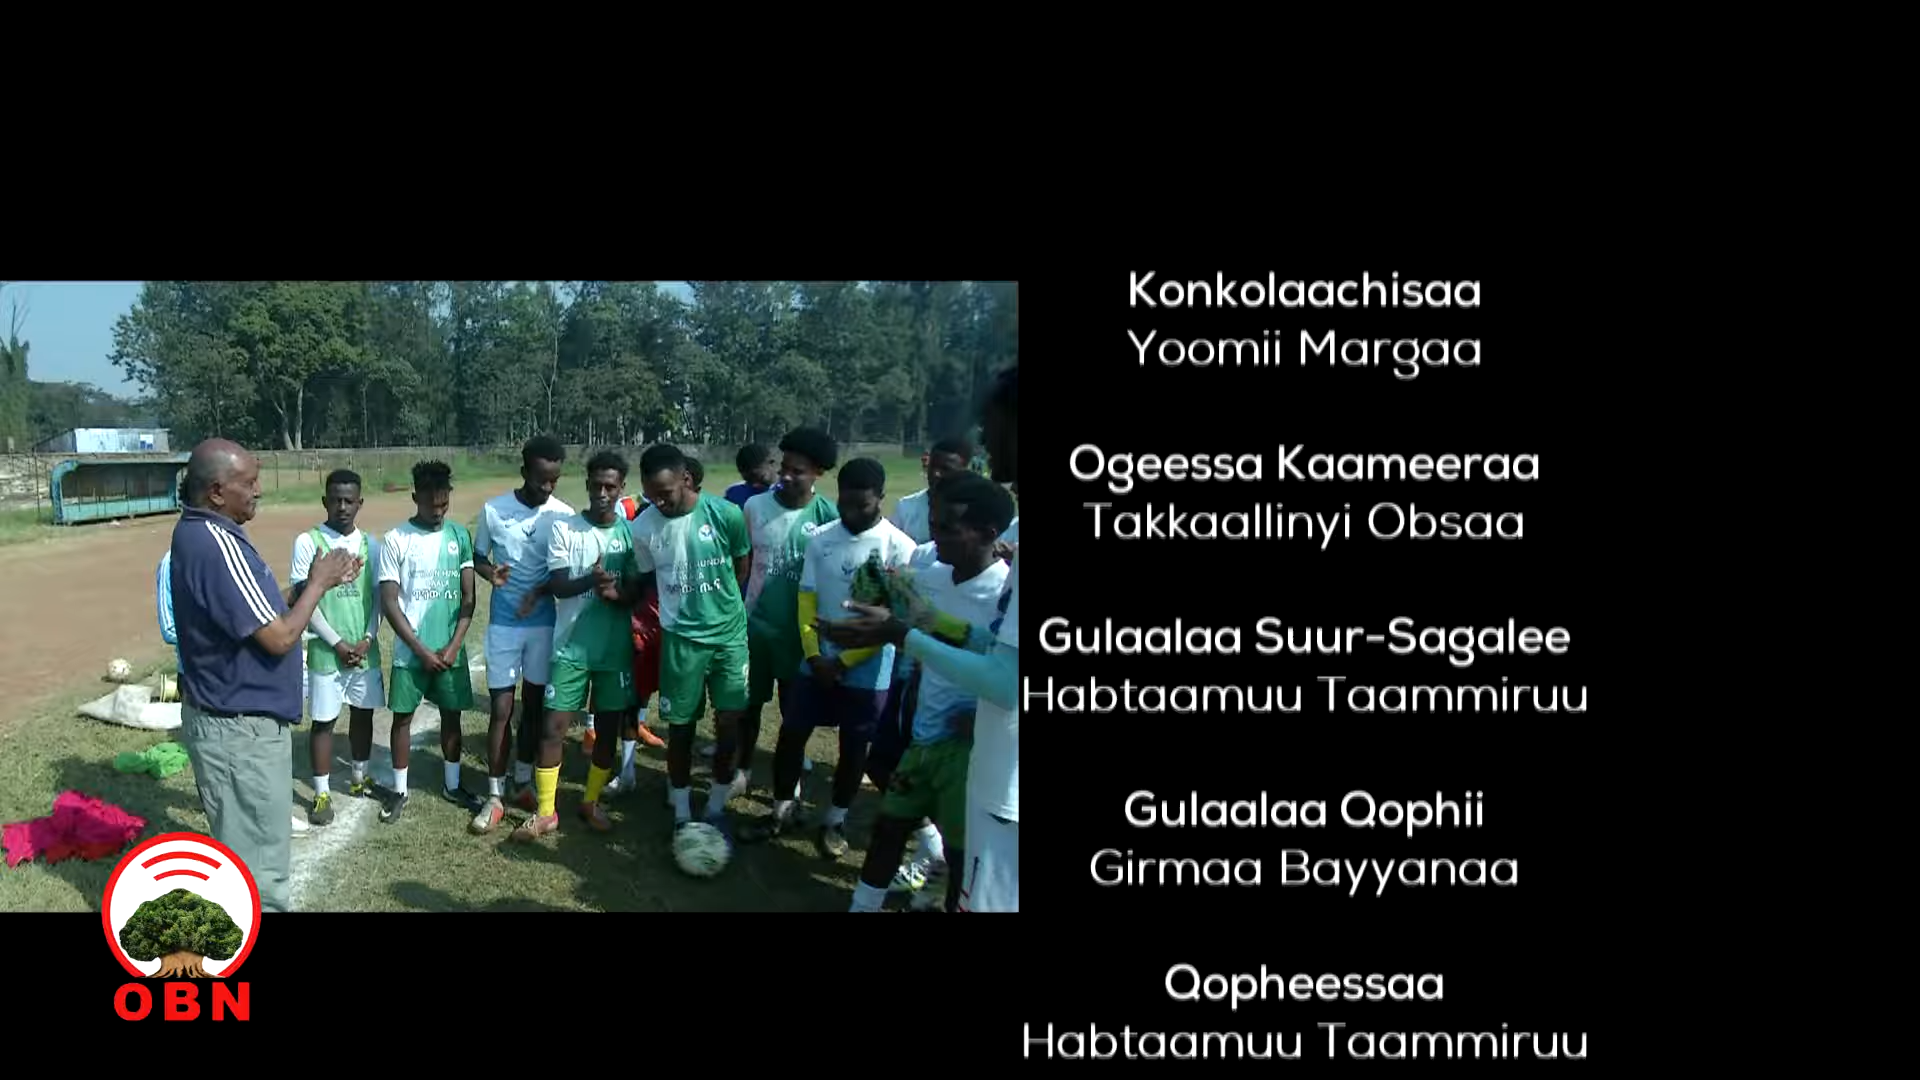 Konkolaachisaa
Yoomii Margaa
Ogeessa Kaameeraa
Takkaallinyi Obsaa
Gulaalaa Suur-Sagalee
Habtaamuu Taammiruu
Gulaalaa Qophii
Girmaa Bayyanaa
Qopheessaa
Habtaamuu Taammiruu
OBN